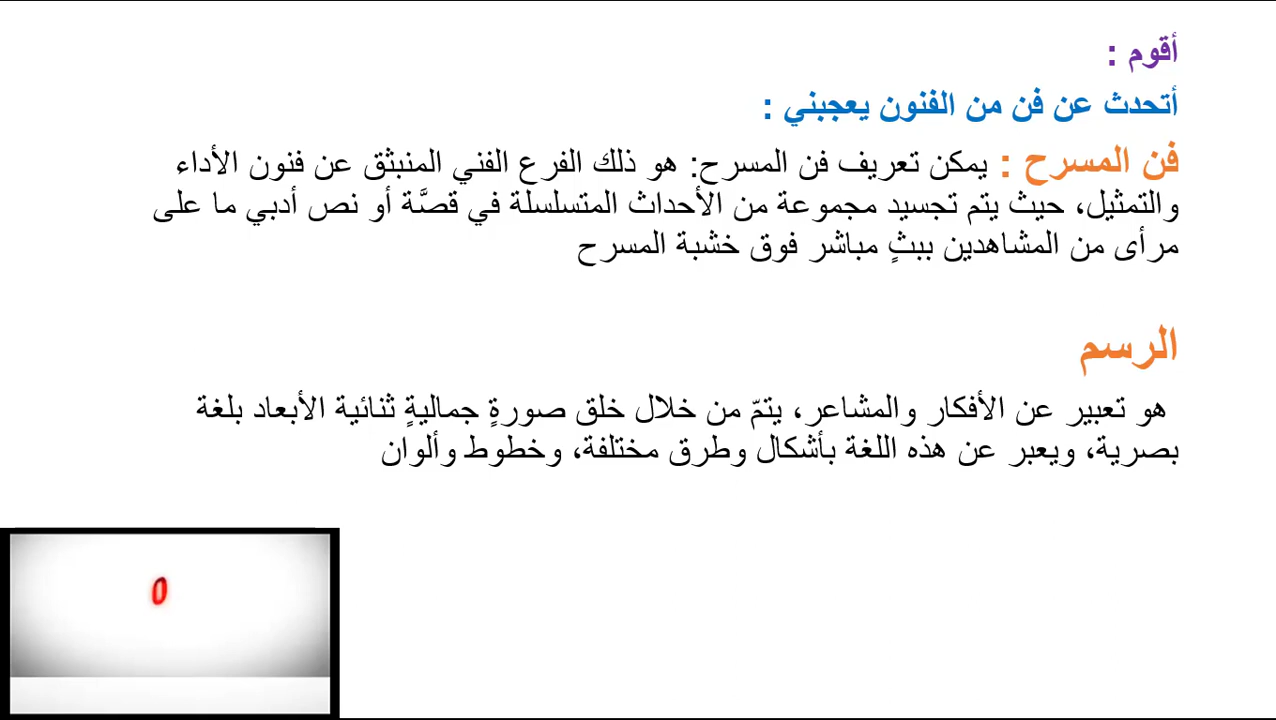 أقوم :
أتحدث عن فن من الفنون يعجبني :
فن المسرح : يمكن تعريف فن المسرح: هو ذلك الفرع الفني المنبثق عن فنون الأداء
والتمثيل، حيث يتم تجسيد مجموعة من الأحداث المتسلسلة في قصَّة أو نص أدبي ما على
مرأى من المشاهدين ببثٍ مباشر فوق خشبة المسرح
الرسم
هو تعبير عن الأفكار والمشاعر، يتمّ من خلال خلق صورةٍ جماليةٍ ثنائية الأبعاد بلغة
بصرية، ويعبر عن هذه اللغة بأشكال وطرق مختلفة، وخطوط وألوان
0